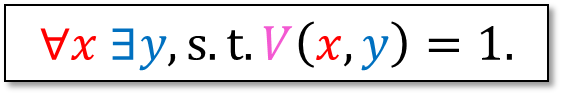 ∀x ∃y, s.t. V(x, y) = 1.